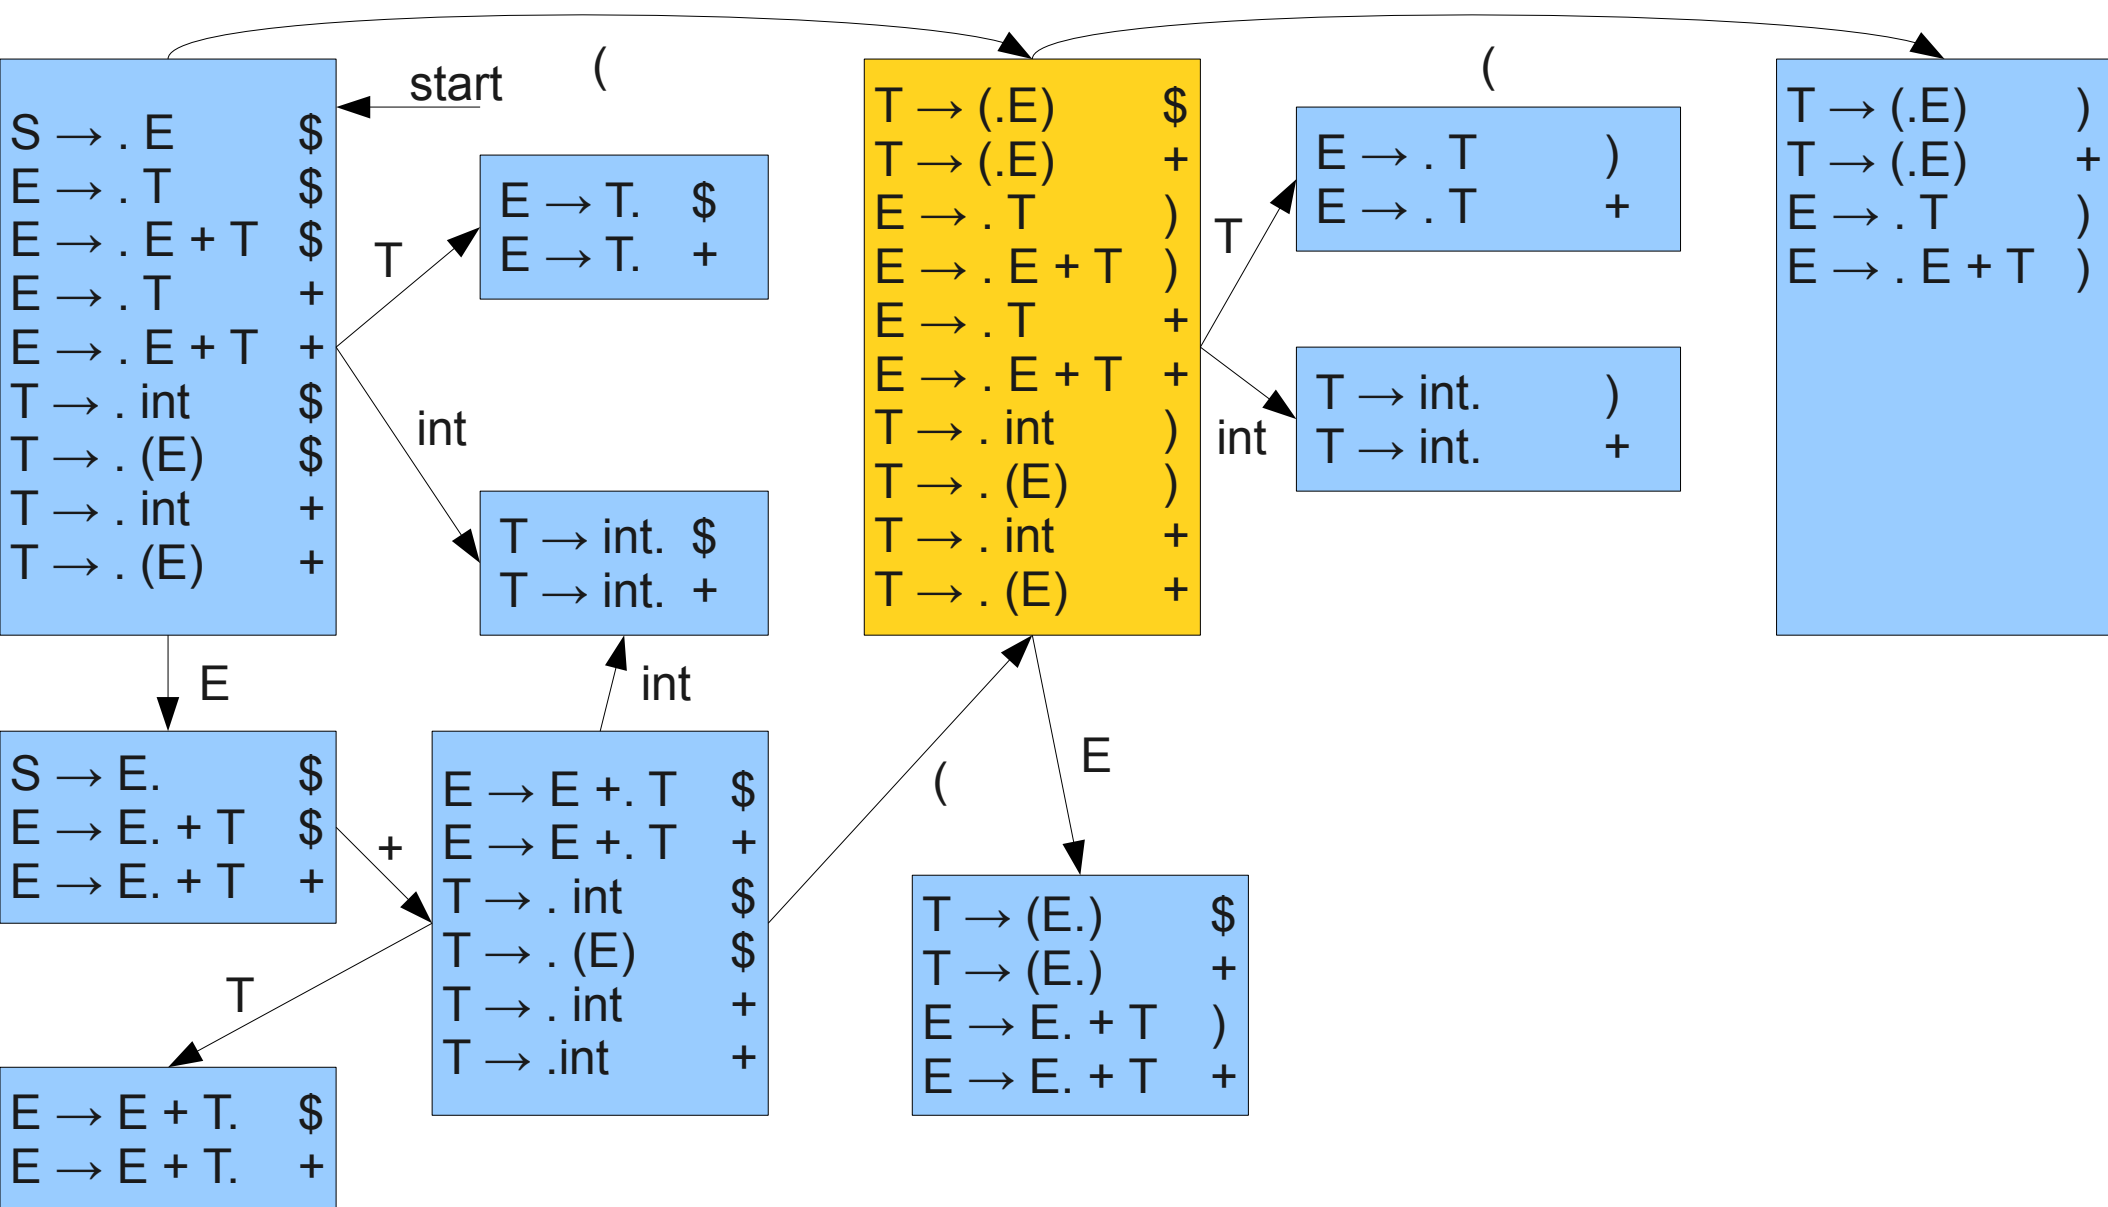 start
(
(
S → . E $
E → . T $
E → . E + T $
E → . T +
E → . E + T +
T → . int $
T → . (E) $
T → . int +
T → . (E) +
T
E → T. $
E → T. +
int
T → int. $
T → int. +
T → (.E) $
T → (.E) +
E → . T )
E → . E + T )
E → . T +
E → . E + T +
T → . int )
T → . (E) )
T → . int +
T → . (E) +
T
E → . T )
E → . T +
int
T → int. )
T → int. +
T → (.E) )
T → (.E) +
E → . T )
E → . E + T )
E
int
S → E. $
E → E. + T $
E → E. + T +
+
E → E +. T $
E → E +. T +
T → . int $
T → . (E) $
T → . int +
T → .int +
(
E
T → (E.) $
T → (E.) +
E → E. + T )
E → E. + T +
T
E → E + T. $
E → E + T. +